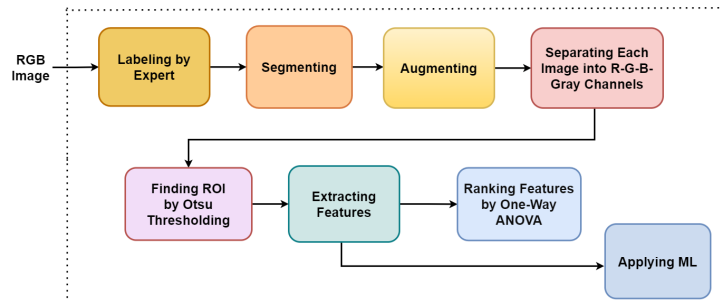 RGB
Image
Labeling by
Expert
Segmenting
Augmenting
Separating Each
Image into R-G-B-
Gray Channels
Finding ROI
by Otsu
Thresholding
Extracting
Features
Ranking Features
by One-Way
ANOVA
Applying ML